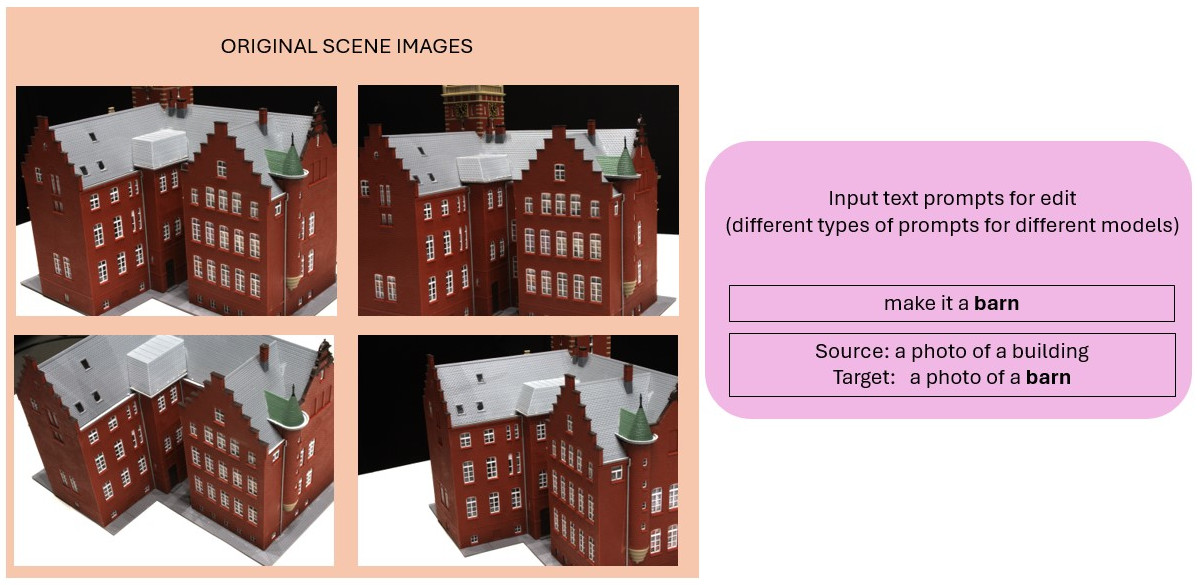 ORIGINAL SCENE IMAGES
Input text prompts for edit
(different types of prompts for different models)
make it a barn
Source: a photo of a building
Target: a photo of a barn